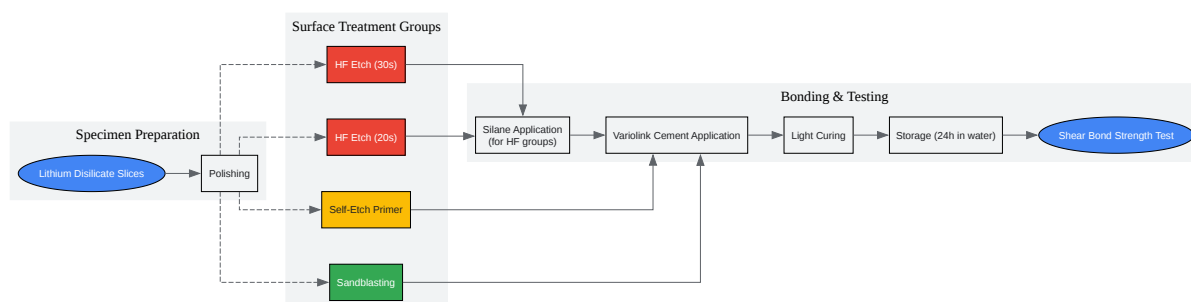 Surface Treatment Groups
HF Etch (30s)
Bonding & Testing
Specimen Preparation
HF Etch (20s)
Silane Application
(for HF groups)
Variolink Cement Application
Light Curing
Storage (24h in water)
Shear Bond Strength Test
Lithium Disilicate Slices
Polishing
Self-Etch Primer
Sandblasting